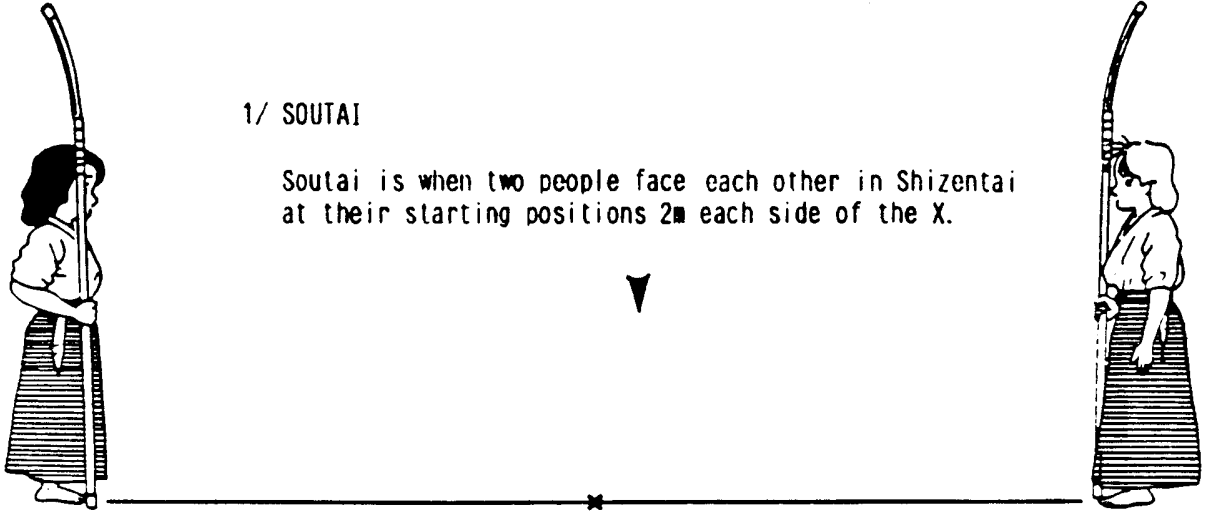 1/ SOUTAI
Soutai is when two people face each other in Shizentai
at their starting positions 2m each side of the X.